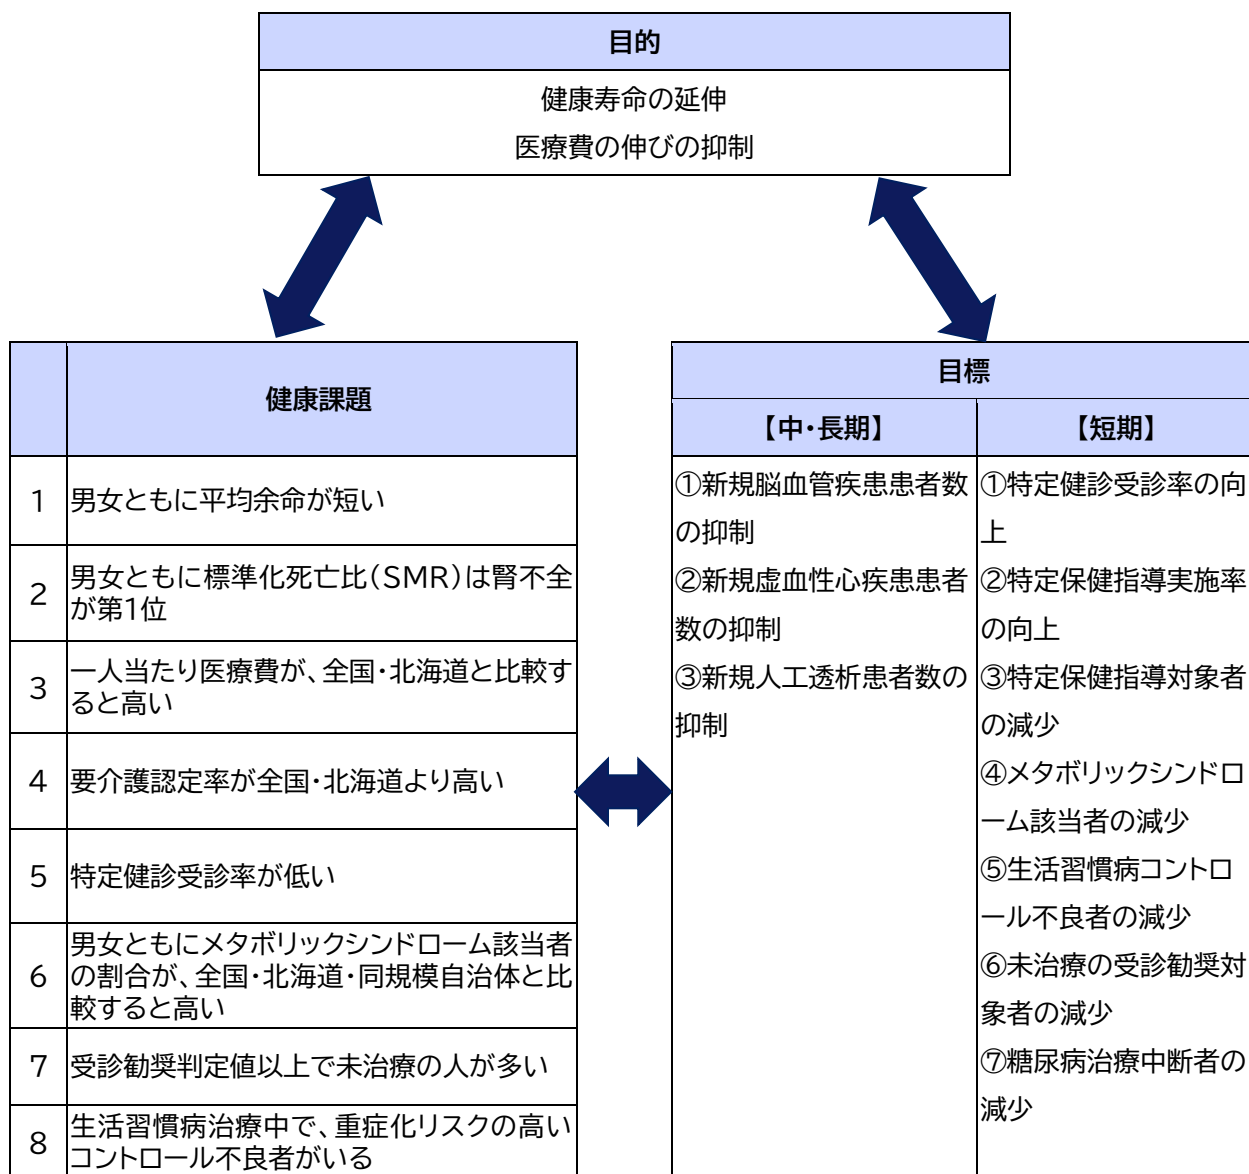 目的
健康寿命の延伸
医療費の伸びの抑制
健康課題
1
男女ともに平均余命が短い
2
男女ともに標準化死亡比(SMR)は腎不全
が第1位
3
一人当たり医療費が、全国・北海道と比較す
ると高い
4
要介護認定率が全国・北海道より高い
5
特定健診受診率が低い
6
男女ともにメタボリックシンドローム該当者
の割合が、全国・北海道・同規模自治体と比
較すると高い
7
受診勧奨判定値以上で未治療の人が多い
8
生活習慣病治療中で、重症化リスクの高い
コントロール不良者がいる
目標
【中・長期】
①新規脳血管疾患患者数
の抑制
②新規虚血性心疾患患者
数の抑制
③新規人工透析患者数の
抑制
【短期】
①特定健診受診率の向
上
②特定保健指導実施率
の向上
③特定保健指導対象者
の減少
④メタボリックシンドロ
ーム該当者の減少
⑤生活習慣病コントロ
ール不良者の減少
⑥未治療の受診勧奨対
象者の減少
⑦糖尿病治療中断者の
減少